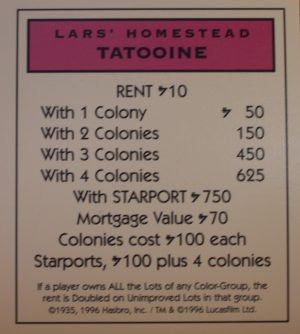 LARS' HOMESTEAD
TATOOINE
RENT 10
With 1 Colony 50
With 2 Colonies 150
With 3 Colonies 450
With 4 Colonies 625
With STARPORT 750
Mortgage Value 70
Colonies cost 100 each
Starports, 100 plus 4 colonies
If a player owns ALL the Lots of any Color-Group, the
rent is Doubled on Unimproved Lots in that group.
©1935, 1996 Hasbro, Inc. / TM & ©1996 Lucasfilm Ltd.